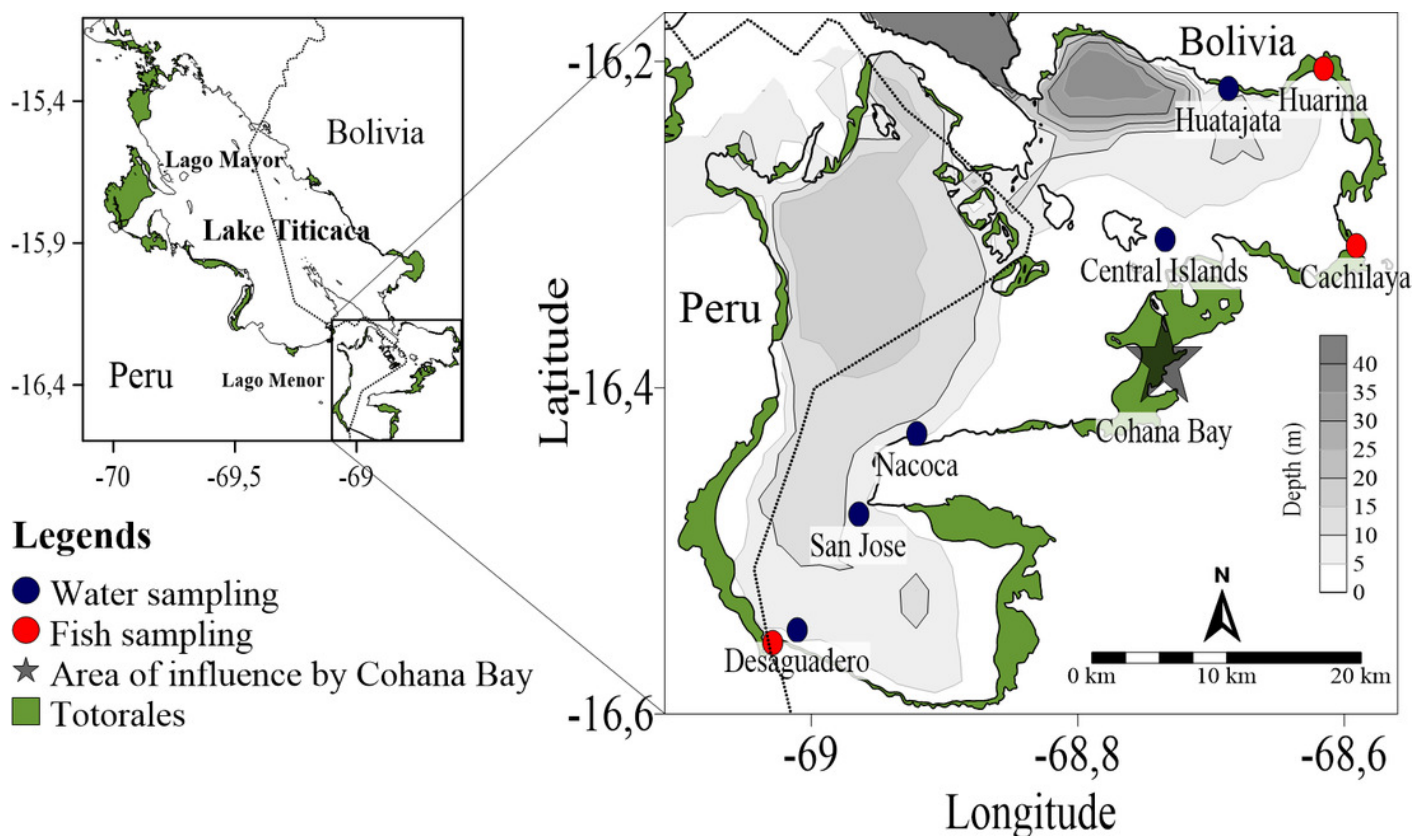 -15,4
-15,9
-16,4
-70
-69,5
-69
Bolivia
Lago Mayor
Lake Titicaca
Peru
Lago Menor
Legends
Water sampling
Fish sampling
Area of influence by Cohana Bay
Totorales
Latitude
-16,2
-16,4
-16,6
-69
-68,8
-68,6
Longitude
Bolivia
Huarina
Huatajata
Central Islands
Cachilaya
Peru
Cohana Bay
Nacoca
San Jose
Desaguadero
Depth (m)
40
35
30
25
20
15
10
5
0
N
0 km
10 km
20 km